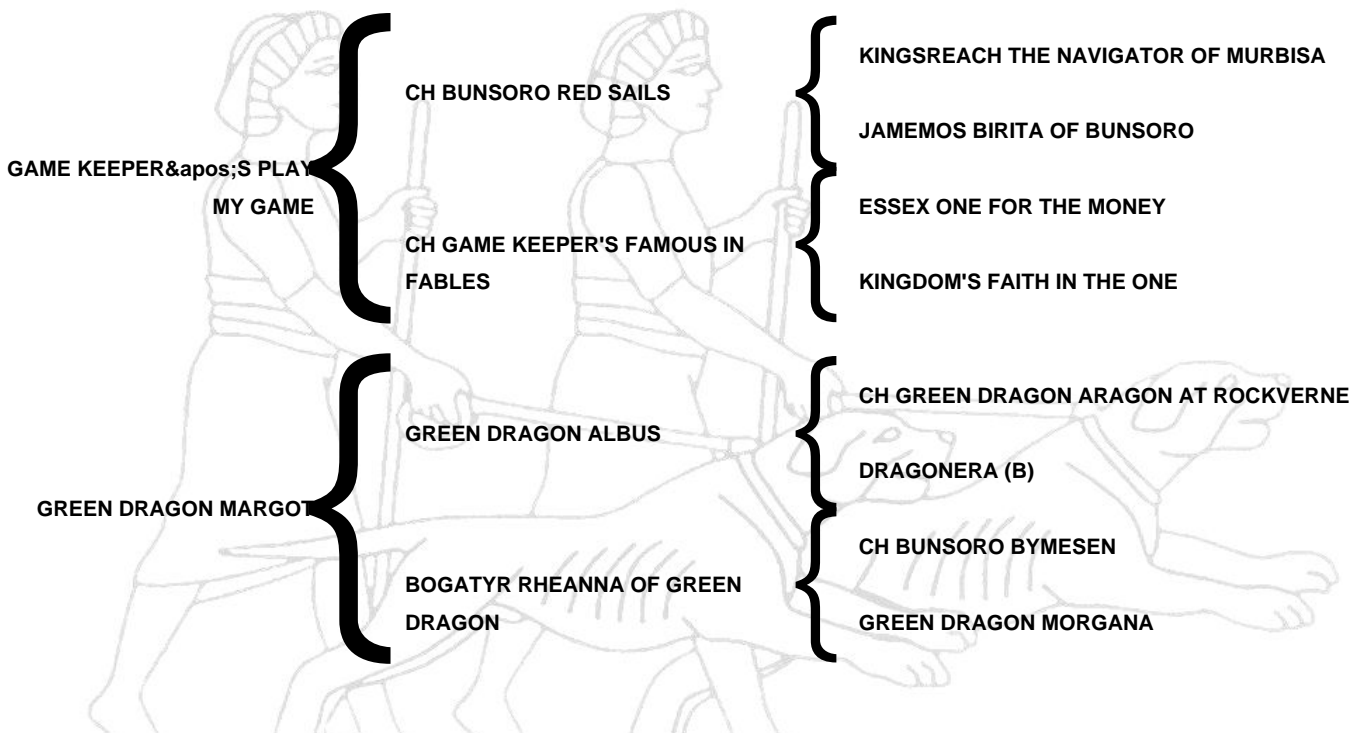 KINGSREACH THE NAVIGATOR OF MURBISA
CH BUNSORO RED SAILS
JAMEMOS BIRITA OF BUNSORO
GAME KEEPER&apos;S PLAY
MY GAME
ESSEX ONE FOR THE MONEY
CH GAME KEEPER'S FAMOUS IN
FABLES
KINGDOM'S FAITH IN THE ONE
CH GREEN DRAGON ARAGON AT ROCKVERNE
GREEN DRAGON ALBUS
DRAGONERA (B)
GREEN DRAGON MARGOT
CH BUNSORO BYMESEN
BOGATYR RHEANNA OF GREEN
DRAGON
GREEN DRAGON MORGANA